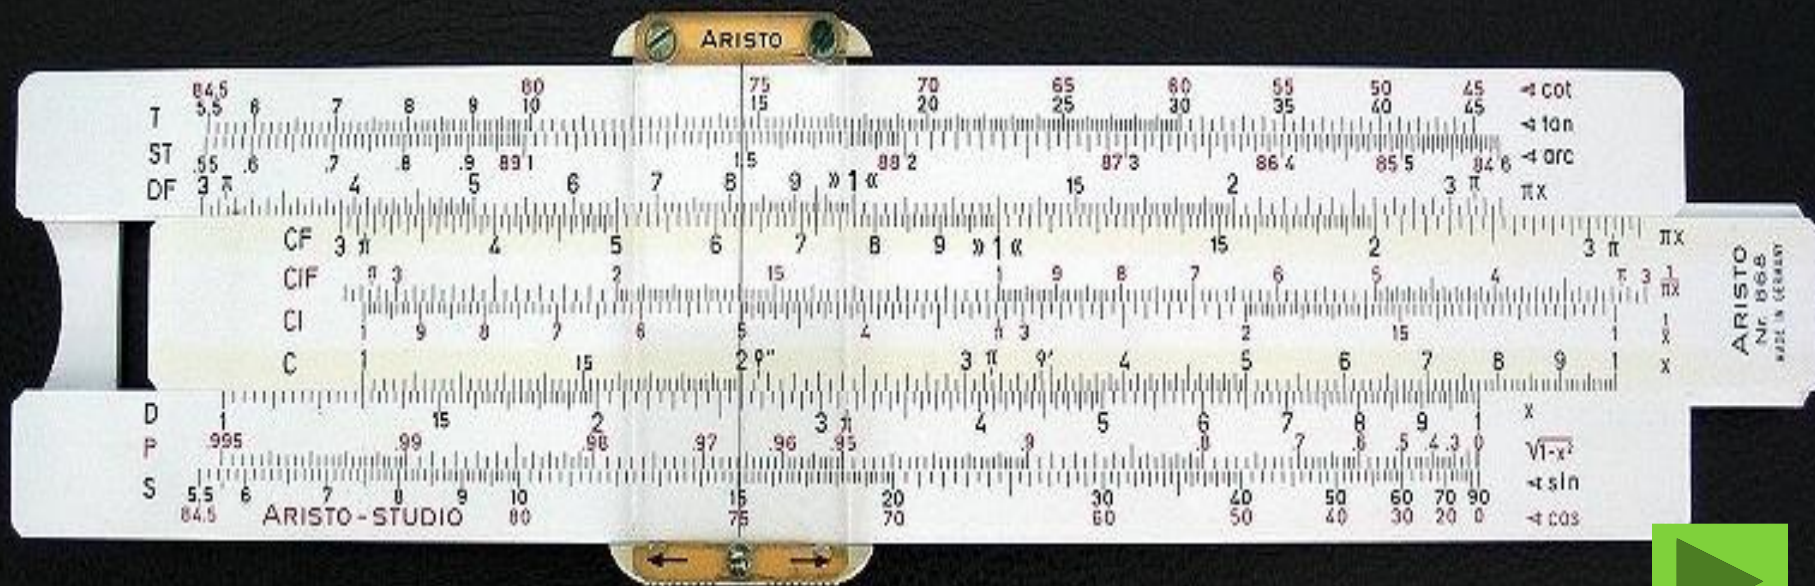 ARISTO
84.5 80 75 70 65 60 55 50 45 ∢ cot
T 5.5 6 7 8 9 10 15 20 25 30 35 40 45 ∢ tan
ST .55 .6 .7 .8 .9 89 1 1.5 88 2 87 3 86 4 85 5 84 6 ∢ arc
DF 3 π 4 5 6 7 8 9 » 1 « 15 2 3 π πx
CF 3 π 4 5 6 7 8 9 » 1 « 15 2 3 π πx
CIF π 3 2 15 1 9 8 7 6 5 4 π 3 1/πx
CI 1 9 8 7 6 5 4 π 3 2 15 1 1/x
C 1 15 2 ϱ" 3 π ϱ' 4 5 6 7 8 9 1 x
D 1 15 2 3 π 4 5 6 7 8 9 1 x
P .995 .99 .98 .97 .96 .95 .9 .8 .7 .6 .5 .4 .3 0 √1-x²
S 5.5 6 7 8 9 10 15 20 30 40 50 60 70 90 ∢ sin
84.5 ARISTO-STUDIO 80 75 70 60 50 40 30 20 0 ∢ cos
ARISTO
Nr. 868
MADE IN GERMANY